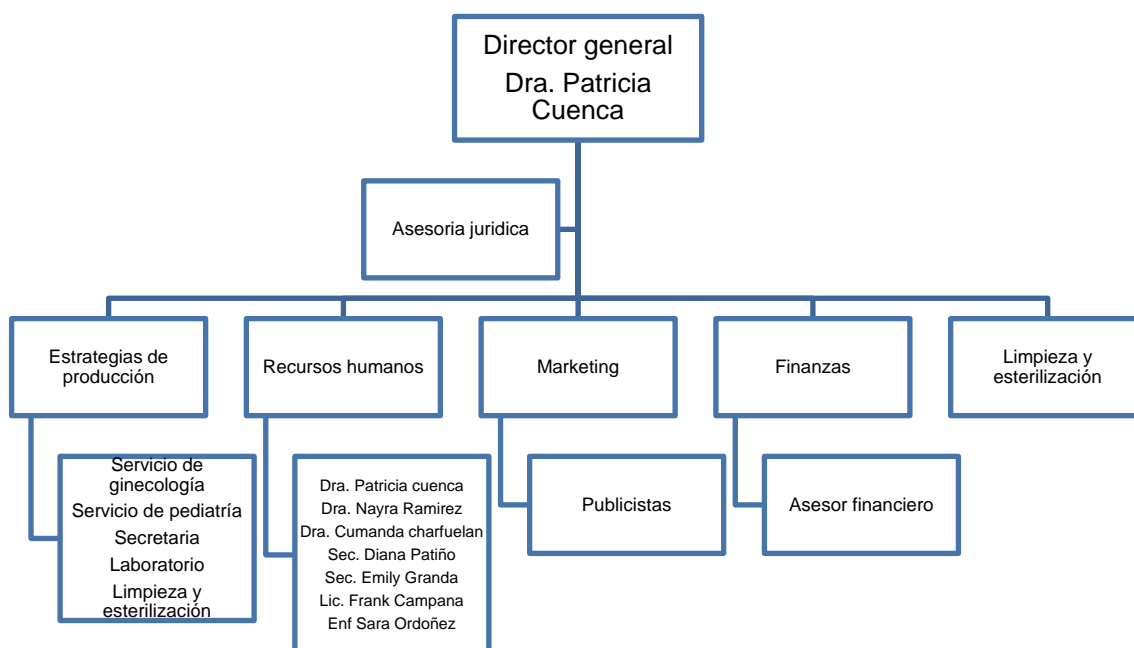 Director general
Dra. Patricia
Cuenca
Asesoria juridica
Estrategias de
producción
Recursos humanos
Marketing
Finanzas
Limpieza y
esterilización
Servicio de
ginecología
Servicio de pediatría
Secretaria
Laboratorio
Limpieza y
esterilización
Dra. Patricia cuenca
Dra. Nayra Ramirez
Dra. Cumanda charfuelan
Sec. Diana Patiño
Sec. Emily Granda
Lic. Frank Campana
Enf Sara Ordoñez
Publicistas
Asesor financiero